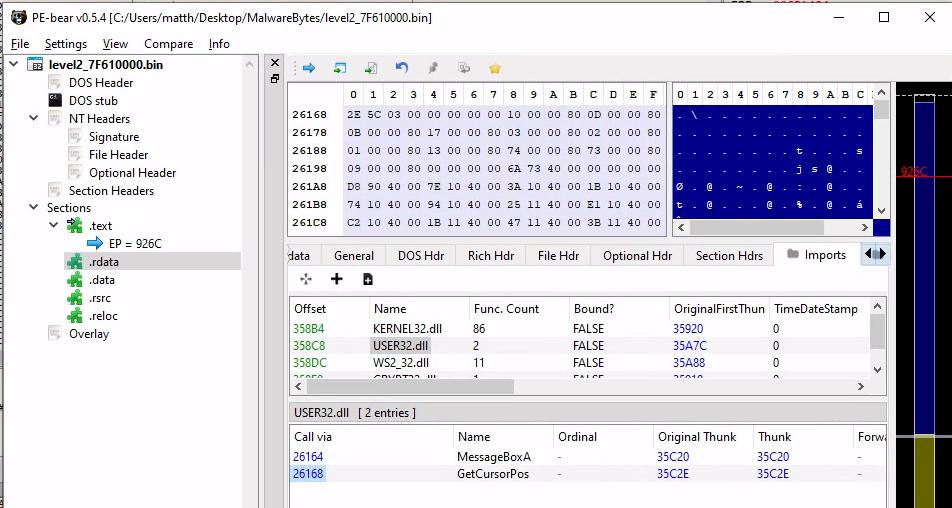 PE-bear v0.5.4 [C:/Users/matth/Desktop/MalwareBytes/level2_7F610000.bin]
File Settings View Compare Info
level2_7F610000.bin
DOS Header
DOS stub
NT Headers
Signature
File Header
Optional Header
Section Headers
Sections
.text
EP = 926C
.rdata
.data
.rsrc
.reloc
Overlay
0 1 2 3 4 5 6 7 8 9 A B C D E F
26168 2E 5C 03 00 00 00 00 00 10 00 00 80 0D 00 00 80
26178 0B 00 00 80 17 00 00 80 03 00 00 80 02 00 00 80
26188 01 00 00 80 13 00 00 80 74 00 00 80 73 00 00 80
26198 09 00 00 80 00 00 00 00 6A 73 40 00 00 00 00 00
261A8 D8 90 40 00 7E 10 40 00 3A 10 40 00 1B 10 40 00
261B8 74 10 40 00 94 10 40 00 25 11 40 00 E1 10 40 00
261C8 C2 10 40 00 1B 11 40 00 47 11 40 00 3B 11 40 00
0 1 2 3 4 5 6 7 8 9 A B C
. \ . . . . . . . . . . .
. . . . . . . . . . . . .
. . . . . . . . t . . . s
. . . . . . . . j s @ . .
Ø . @ . ~ . @ . : . @ . .
t . @ . . . @ . % . @ . á
926C
data General DOS Hdr Rich Hdr File Hdr Optional Hdr Section Hdrs Imports
Offset Name Func. Count Bound? OriginalFirstThun TimeDateStamp
358B4 KERNEL32.dll 86 FALSE 35920 0
358C8 USER32.dll 2 FALSE 35A7C 0
358DC WS2_32.dll 11 FALSE 35A88 0
USER32.dll [ 2 entries ]
Call via Name Ordinal Original Thunk Thunk Forwa
26164 MessageBoxA - 35C20 35C20 -
26168 GetCursorPos - 35C2E 35C2E -